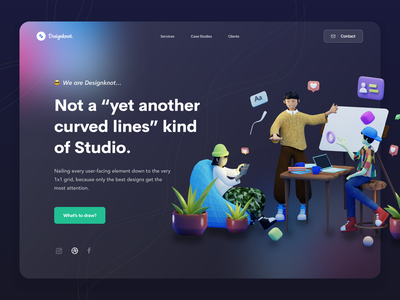 Designknot.
Services
Case Studies
Clients
Contact
😎 We are Designknot...
Not a “yet another
curved lines” kind
of Studio.
Nailing every user-facing element down to the very
1x1 grid, because only the best designs get the
most attention.
What's to draw?
Aa